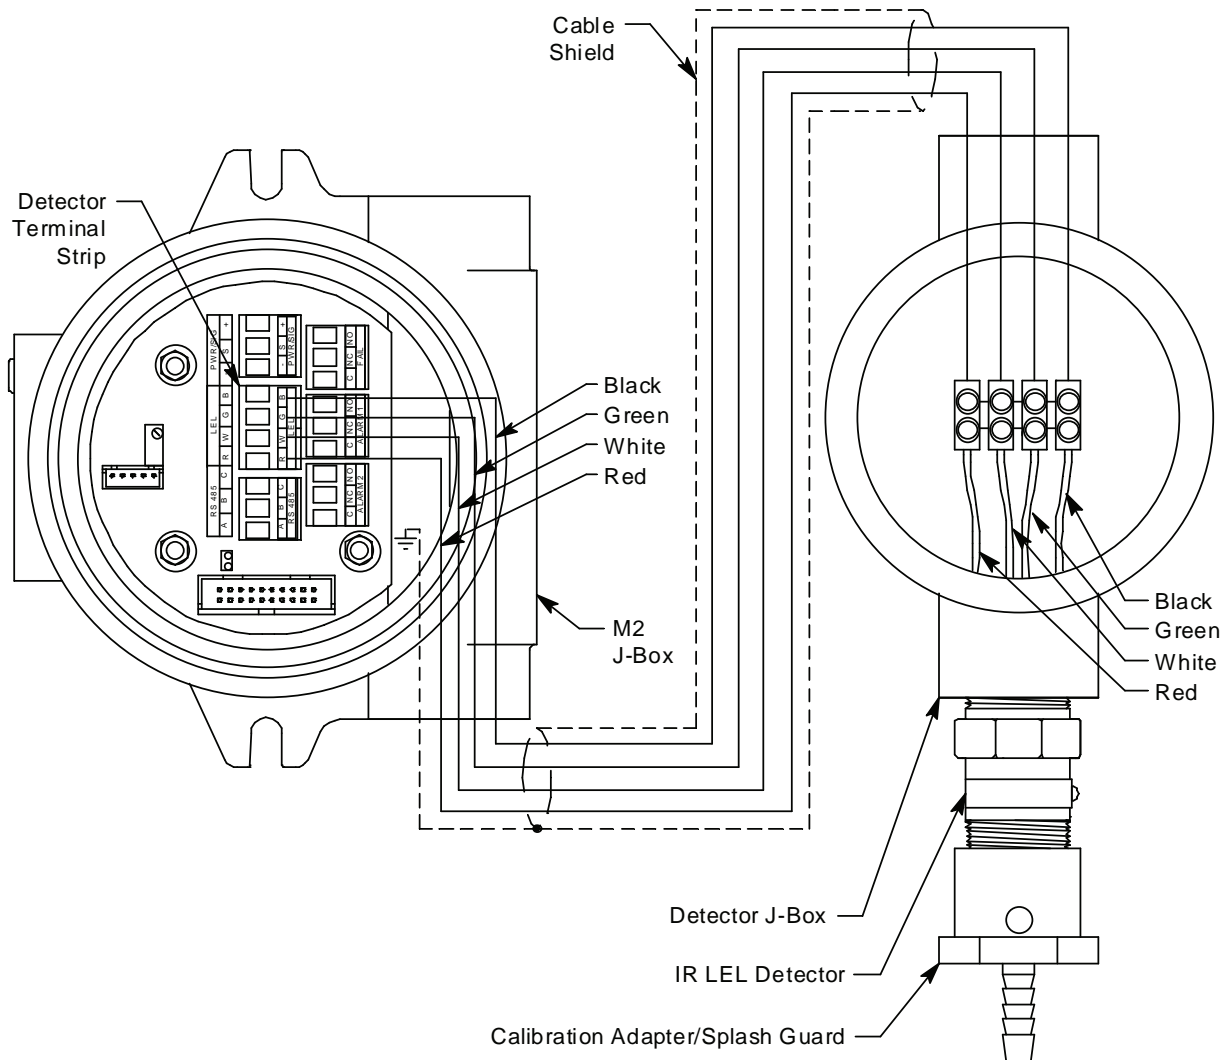 Cable
Shield
Detector
Terminal
Strip
PWR/SIG
S +
LEL
R W G B
RS 485
A B C
PWR/SIG
- S +
LEL
R W G B
RS 485
A B C
FAIL
C NC NO
ALARM 1
C NC NO
ALARM 2
C NC NO
Black
Green
White
Red
M2
J-Box
Black
Green
White
Red
Detector J-Box
IR LEL Detector
Calibration Adapter/Splash Guard